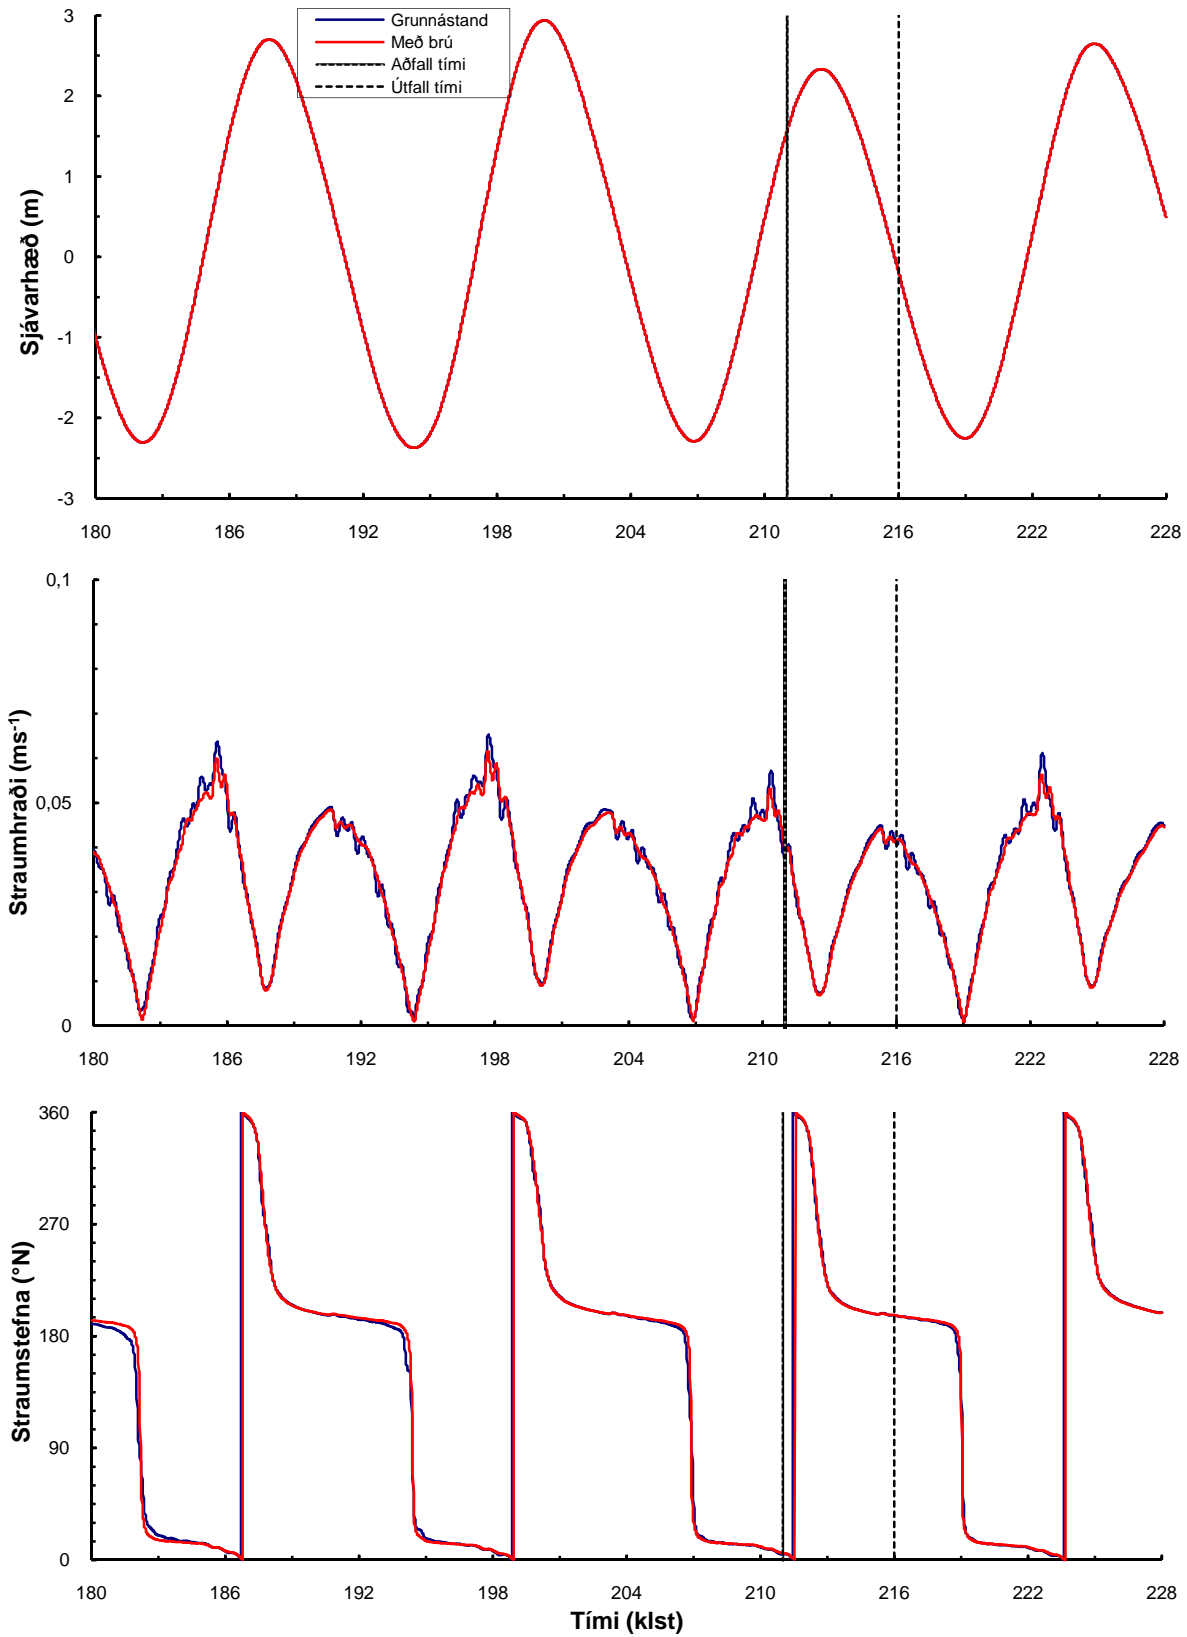 Grunnástand
Með brú
Aðfall tími
Útfall tími
Sjávarhæð (m)
3
2
1
0
-1
-2
-3
180 186 192 198 204 210 216 222 228
Straumhraði (ms-1)
0,1
0,05
0
180 186 192 198 204 210 216 222 228
Straumstefna (°N)
360
270
180
90
0
180 186 192 198 204 210 216 222 228
Tími (klst)